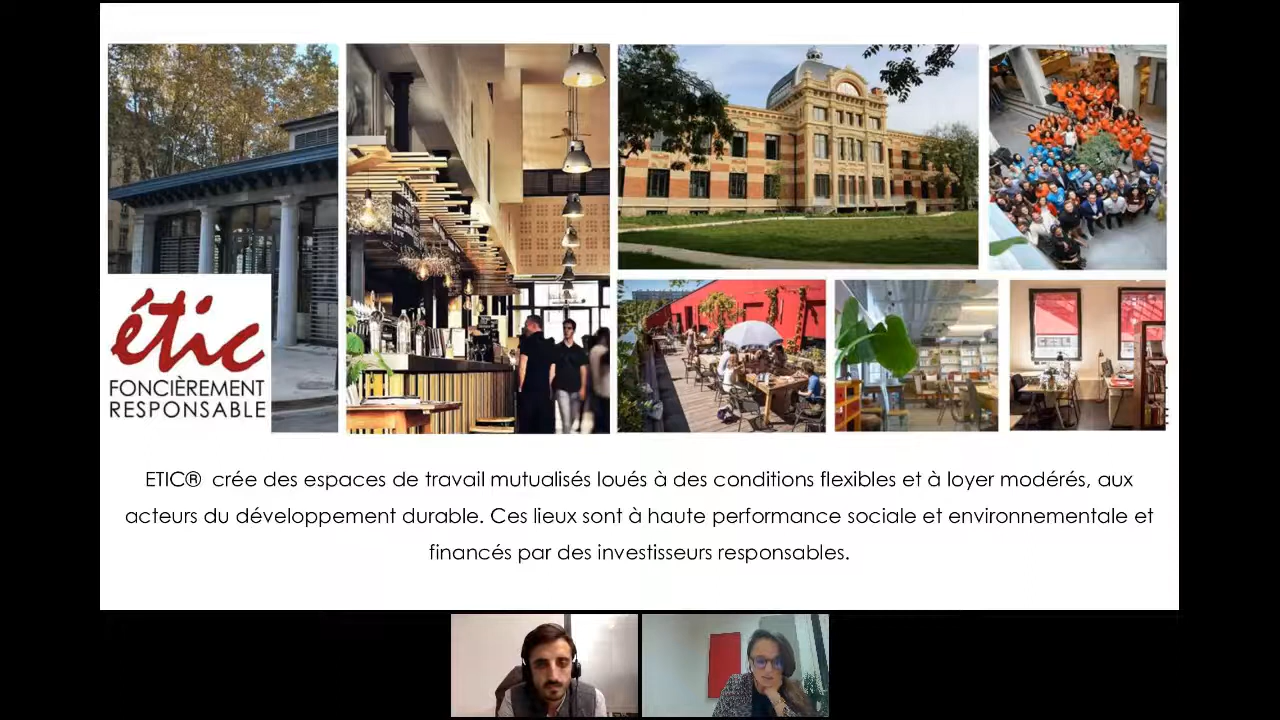 étic
FONCIÈREMENT
RESPONSABLE
ETIC® crée des espaces de travail mutualisés loués à des conditions flexibles et à loyer modérés, aux
acteurs du développement durable. Ces lieux sont à haute performance sociale et environnementale et
financés par des investisseurs responsables.